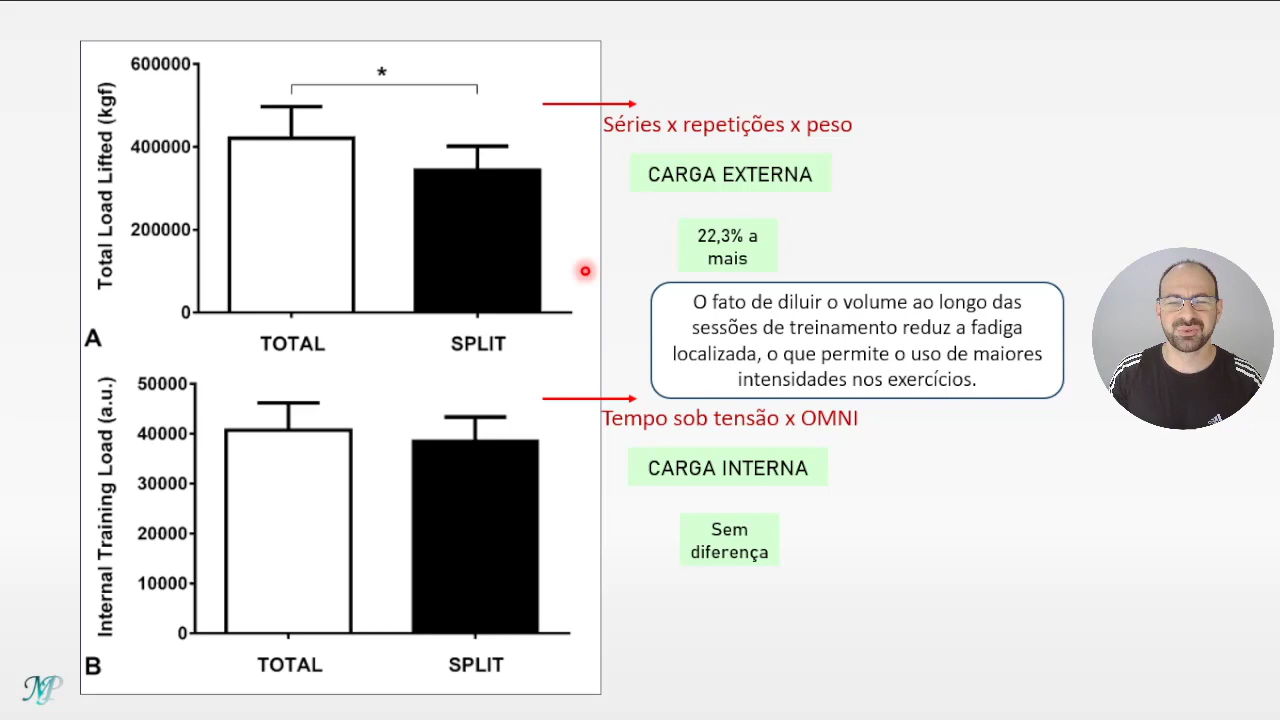 600000
*
400000
200000
0
Total Load Lifted (kgf)
TOTAL SPLIT
A
Séries x repetições x peso
CARGA EXTERNA
22,3% a
mais
O fato de diluir o volume ao longo das
sessões de treinamento reduz a fadiga
localizada, o que permite o uso de maiores
intensidades nos exercícios.
50000
40000
30000
20000
10000
0
Internal Training Load (a.u.)
TOTAL SPLIT
B
Tempo sob tensão x OMNI
CARGA INTERNA
Sem
diferença
MP